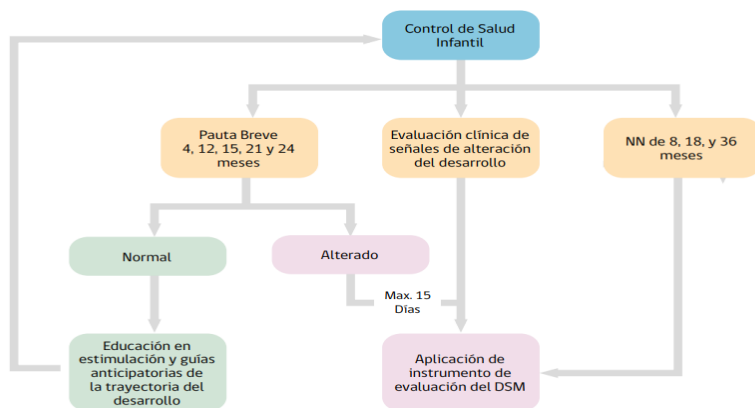 Control de Salud
Infantil
Pauta Breve
4, 12, 15, 21 y 24
meses
Evaluación clínica de
señales de alteración
del desarrollo
NN de 8, 18, y 36
meses
Normal
Alterado
Max. 15
Días
Educación en
estimulación y guías
anticipatorias de
la trayectoria del
desarrollo
Aplicación de
instrumento de
evaluación del DSM